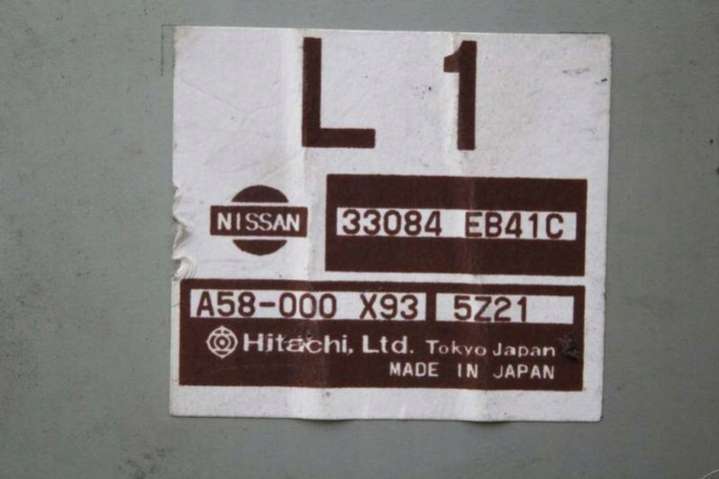 L 1
NISSAN 33084 EB41C
A58-000 X93 5Z21
Hitachi, Ltd. Tokyo Japan
MADE IN JAPAN